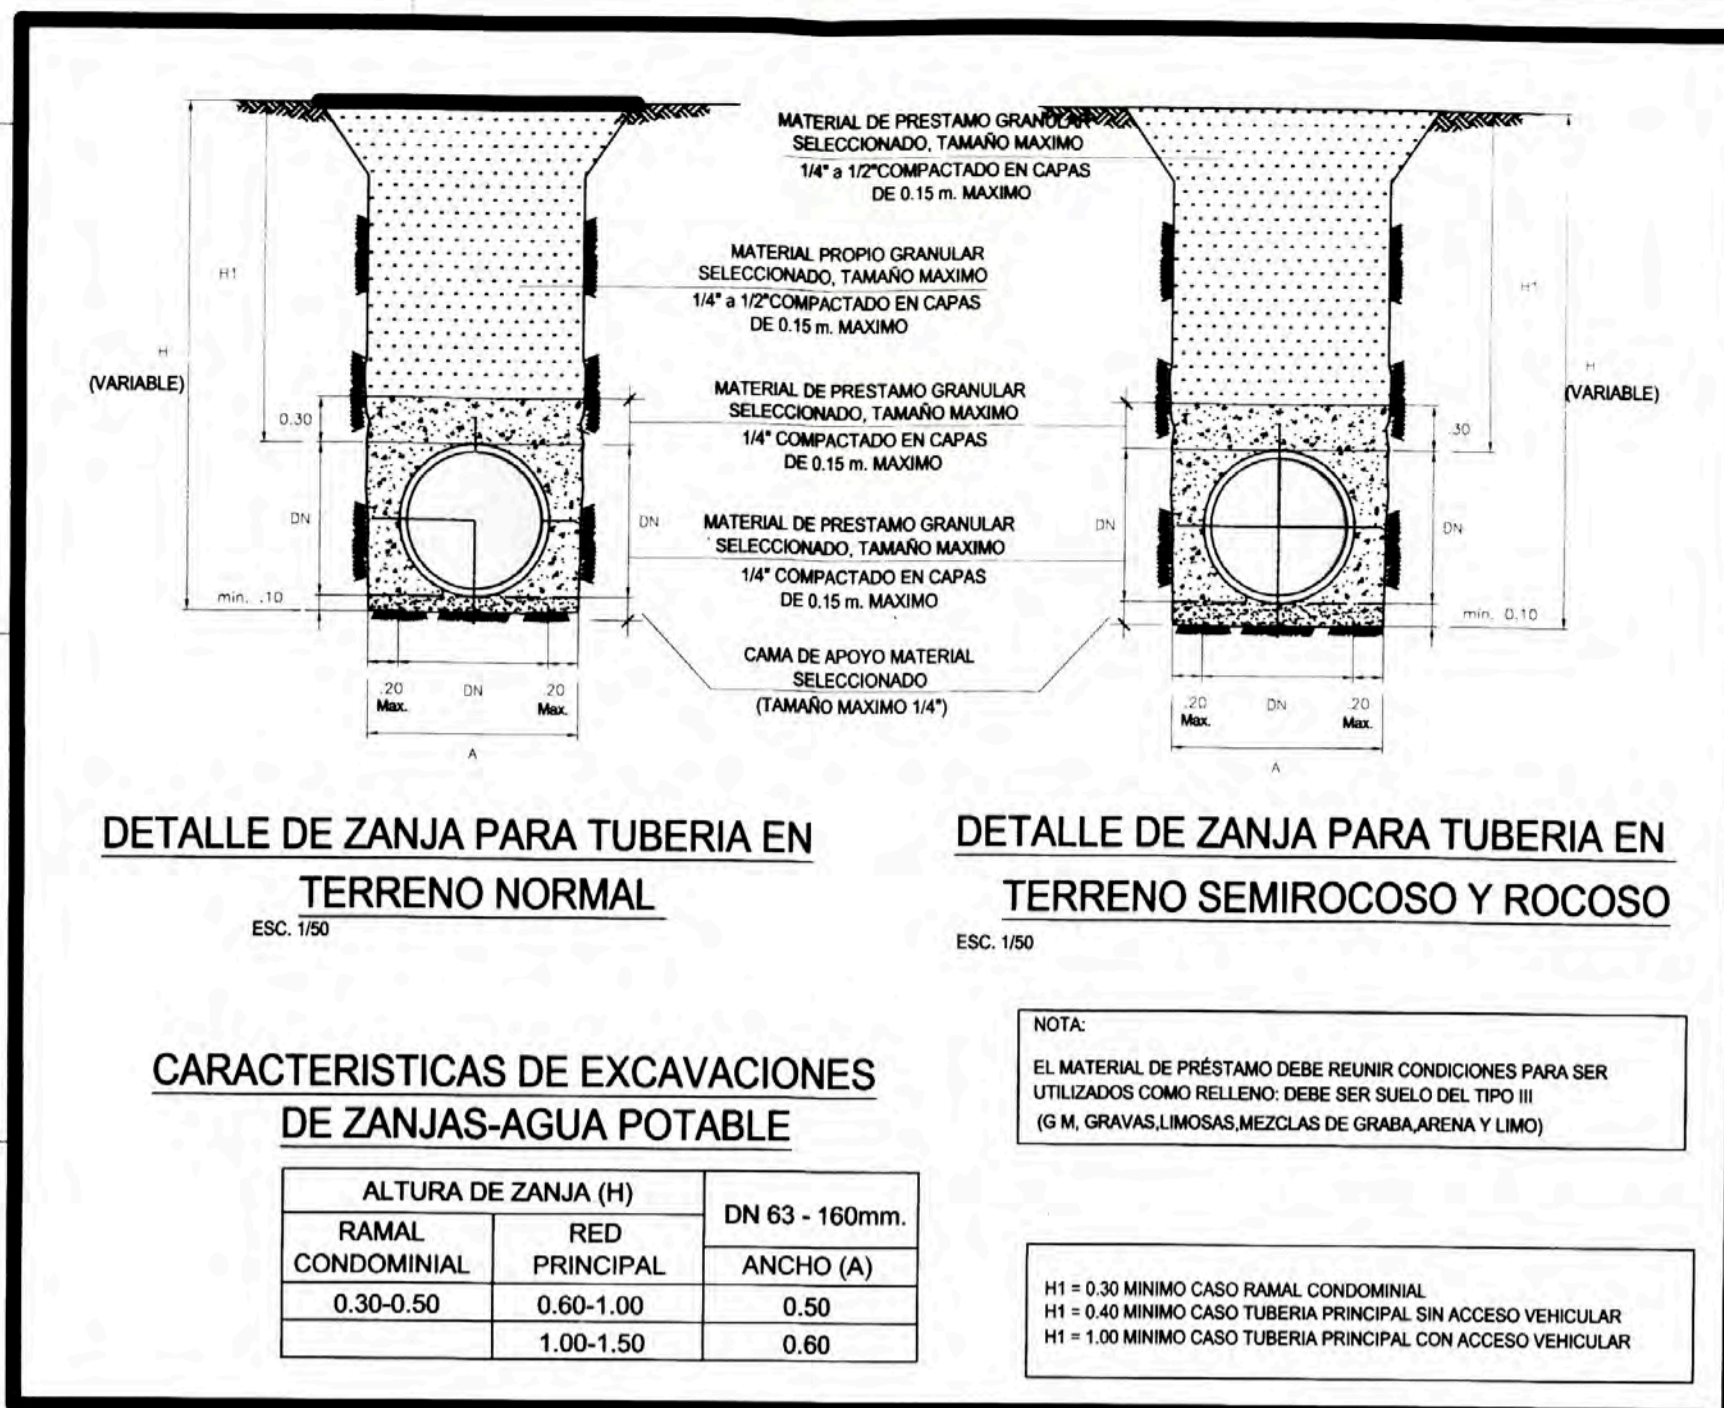 MATERIAL DE PRESTAMO GRANULAR
SELECCIONADO, TAMAÑO MAXIMO
1/4" a 1/2"COMPACTADO EN CAPAS
DE 0.15 m. MAXIMO
MATERIAL PROPIO GRANULAR
SELECCIONADO, TAMAÑO MAXIMO
1/4" a 1/2"COMPACTADO EN CAPAS
DE 0.15 m. MAXIMO
MATERIAL DE PRESTAMO GRANULAR
SELECCIONADO, TAMAÑO MAXIMO
1/4" COMPACTADO EN CAPAS
DE 0.15 m. MAXIMO
MATERIAL DE PRESTAMO GRANULAR
SELECCIONADO, TAMAÑO MAXIMO
1/4" COMPACTADO EN CAPAS
DE 0.15 m. MAXIMO
CAMA DE APOYO MATERIAL
SELECCIONADO
(TAMAÑO MAXIMO 1/4")
H1
H
(VARIABLE)
0.30
DN
DN
min. .10
.20
Max.
DN
.20
Max.
A
H1
H
(VARIABLE)
.30
DN
DN
min. 0.10
.20
Max.
DN
.20
Max.
A
DETALLE DE ZANJA PARA TUBERIA EN
TERRENO NORMAL
ESC. 1/50
DETALLE DE ZANJA PARA TUBERIA EN
TERRENO SEMIROCOSO Y ROCOSO
ESC. 1/50
CARACTERISTICAS DE EXCAVACIONES
DE ZANJAS-AGUA POTABLE
ALTURA DE ZANJA (H)
DN 63 - 160mm.
RAMAL
CONDOMINIAL
RED
PRINCIPAL
ANCHO (A)
0.30-0.50 0.60-1.00 0.50
1.00-1.50 0.60
NOTA:
EL MATERIAL DE PRÉSTAMO DEBE REUNIR CONDICIONES PARA SER
UTILIZADOS COMO RELLENO: DEBE SER SUELO DEL TIPO III
(G M, GRAVAS,LIMOSAS,MEZCLAS DE GRABA,ARENA Y LIMO)
H1 = 0.30 MINIMO CASO RAMAL CONDOMINIAL
H1 = 0.40 MINIMO CASO TUBERIA PRINCIPAL SIN ACCESO VEHICULAR
H1 = 1.00 MINIMO CASO TUBERIA PRINCIPAL CON ACCESO VEHICULAR